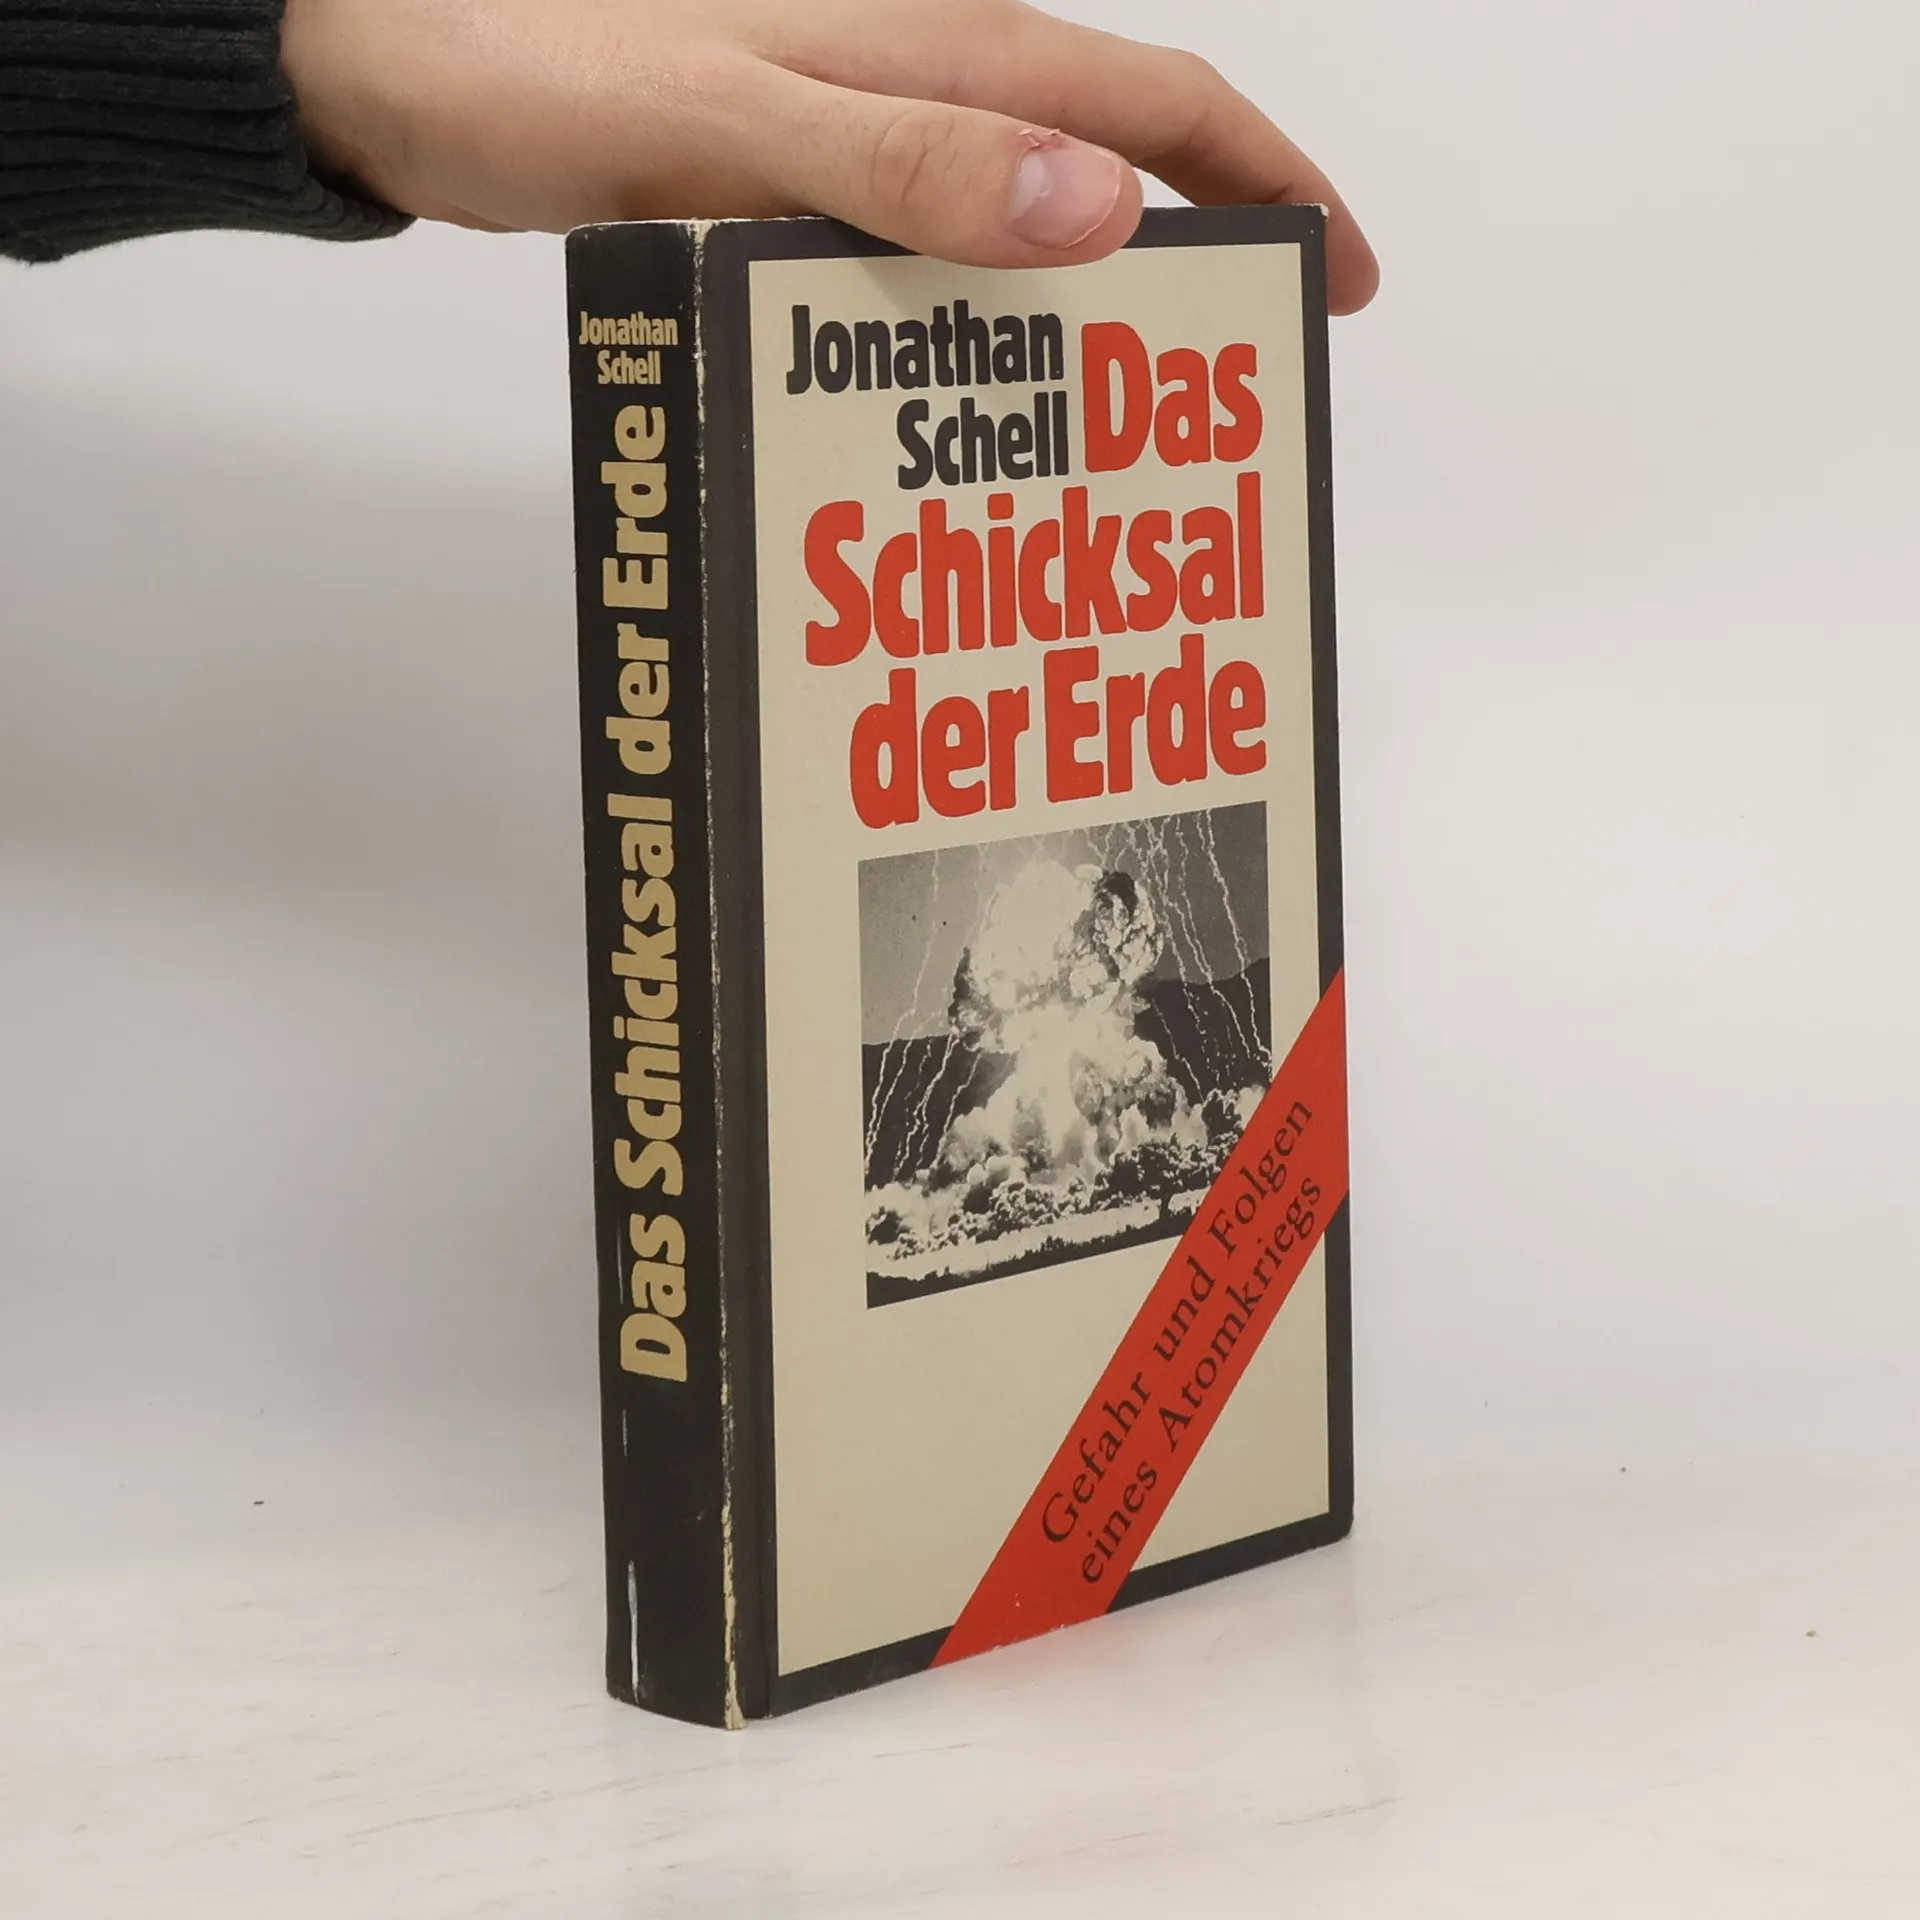 Jonathan
Schell
Das Schicksal der Erde
Jonathan
Schell
Das
Schicksal
der Erde
Gefahr und Folgen
eines Atomkriegs